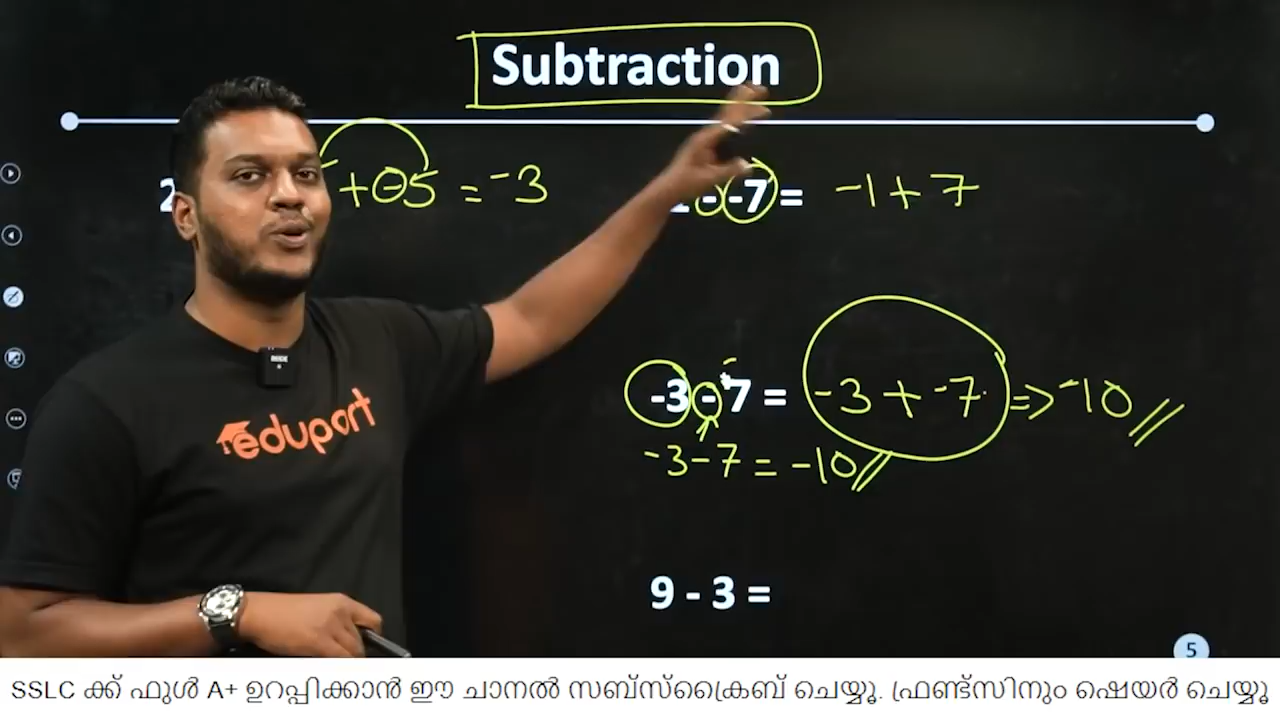 Subtraction
2 +-5 = -3
- -7 = -1 + 7
-3 - 7 = -3 + -7 => -10
-3 - 7 = -10
eduport
9 - 3 =
5
SSLC ക്ക് ഫുൾ A+ ഉറപ്പിക്കാൻ ഈ ചാനൽ സബ്സ്ക്രൈബ് ചെയ്യൂ. ഫ്രണ്ട്സിനും ഷെയർ ചെയ്യൂ